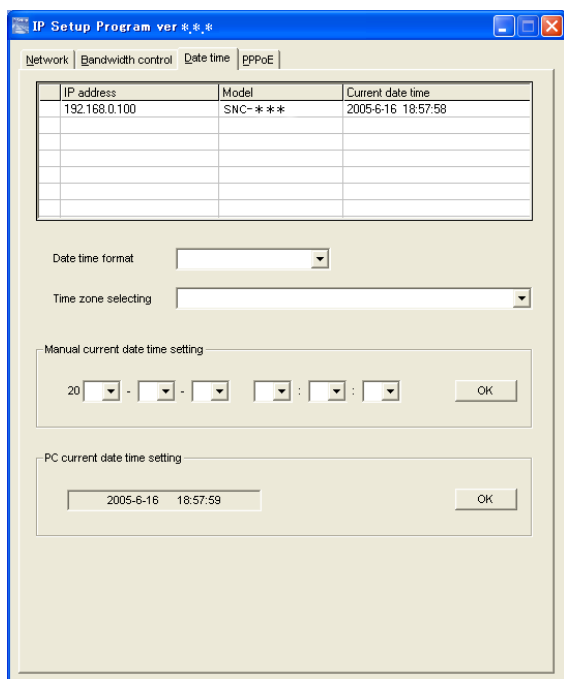 IP Setup Program ver *.*.*
Network Bandwidth control Date time PPPoE
IP address Model Current date time
192.168.0.100 SNC-*** 2005-6-16 18:57:58
Date time format
Time zone selecting
Manual current date time setting
20 - - : : OK
PC current date time setting
2005-6-16 18:57:59 OK